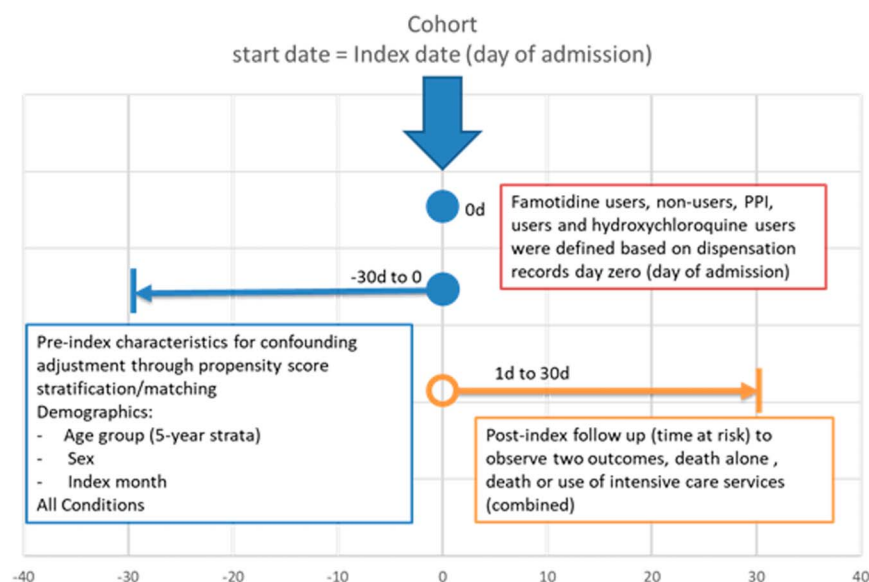 Cohort
start date = Index date (day of admission)
0d
Famotidine users, non-users, PPI,
users and hydroxychloroquine users
were defined based on dispensation
records day zero (day of admission)
-30d to 0
Pre-index characteristics for confounding
adjustment through propensity score
stratification/matching
Demographics:
- Age group (5-year strata)
- Sex
- Index month
All Conditions
1d to 30d
Post-index follow up (time at risk) to
observe two outcomes, death alone ,
death or use of intensive care services
(combined)
-40 -30 -20 -10 0 10 20 30 40